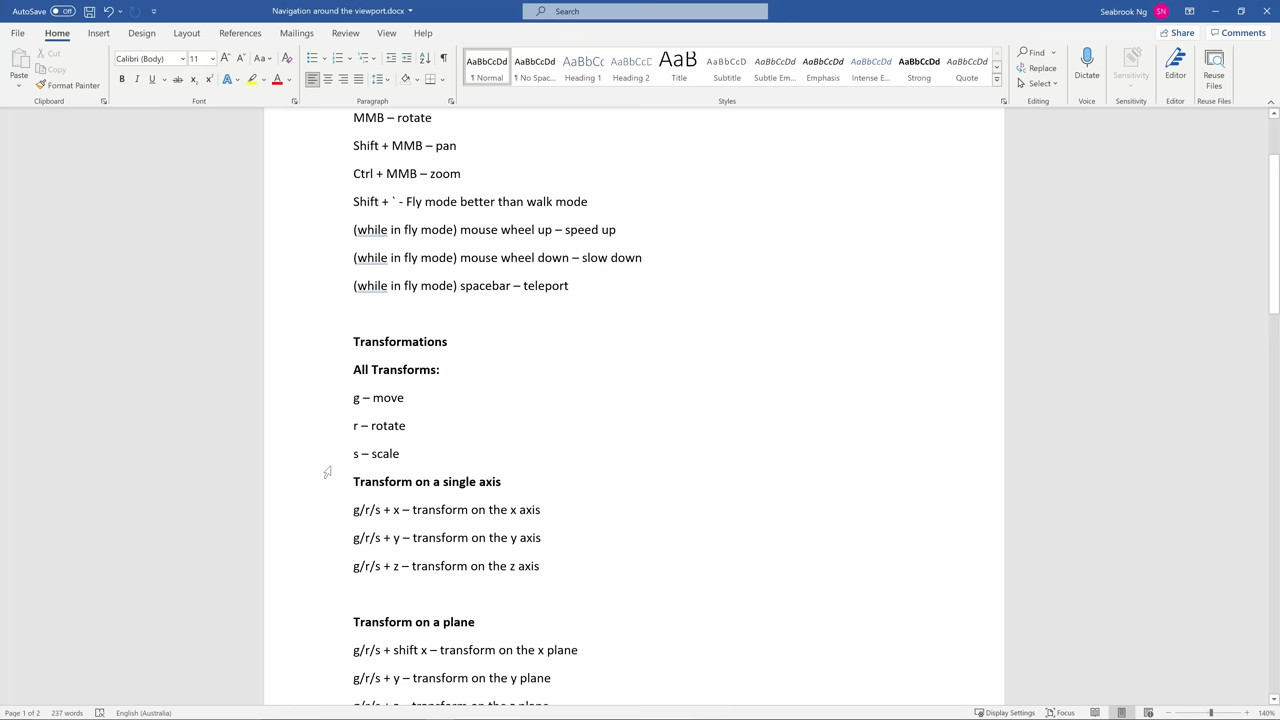 AutoSave Off
Navigation around the viewport.docx
Search
Seabrook Ng
SN
File Home Insert Design Layout References Mailings Review View Help
Share Comments
Paste
Cut
Copy
Format Painter
Clipboard
Calibri (Body) 11
Font
Paragraph
AaBbCcDd AaBbCcDd AaBbCc AaBbCcD AaB AaBbCcD AaBbCcDd AaBbCcDd AaBbCcDd AaBbCcDd AaBbCcDd
¶ Normal ¶ No Spac... Heading 1 Heading 2 Title Subtitle Subtle Em... Emphasis Intense E... Strong Quote
Styles
Find
Replace
Select
Editing
Dictate
Voice
Sensitivity
Sensitivity
Editor
Editor
Reuse
Files
Reuse Files
MMB – rotate
Shift + MMB – pan
Ctrl + MMB – zoom
Shift + ` - Fly mode better than walk mode
(while in fly mode) mouse wheel up – speed up
(while in fly mode) mouse wheel down – slow down
(while in fly mode) spacebar – teleport
Transformations
All Transforms:
g – move
r – rotate
s – scale
Transform on a single axis
g/r/s + x – transform on the x axis
g/r/s + y – transform on the y axis
g/r/s + z – transform on the z axis
Transform on a plane
g/r/s + shift x – transform on the x plane
g/r/s + y – transform on the y plane
Page 1 of 2 237 words English (Australia)
Display Settings Focus 140%